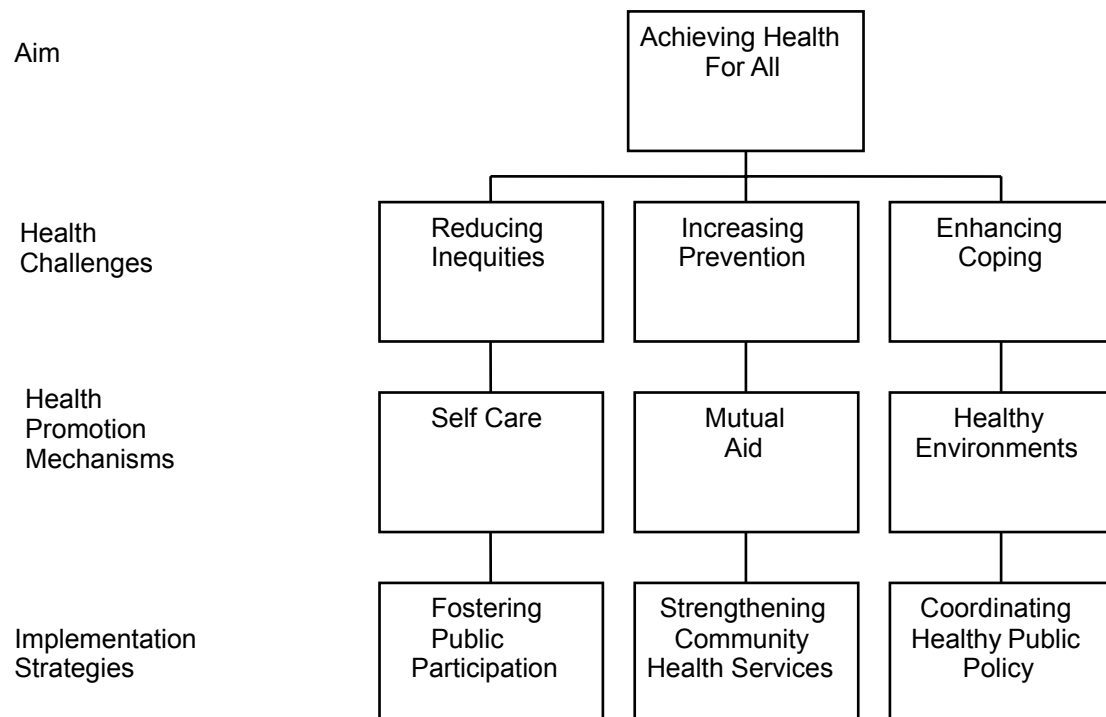 Aim
Achieving Health
For All
Health
Challenges
Reducing
Inequities
Increasing
Prevention
Enhancing
Coping
Health
Promotion
Mechanisms
Self Care
Mutual
Aid
Healthy
Environments
Implementation
Strategies
Fostering
Public
Participation
Strengthening
Community
Health Services
Coordinating
Healthy Public
Policy